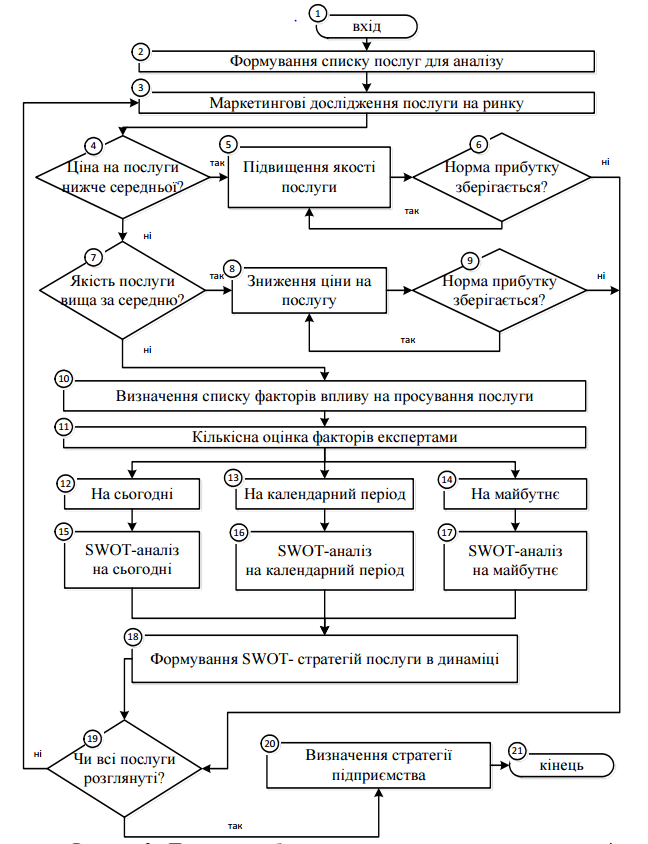 1
вхід
2
Формування списку послуг для аналізу
3
Маркетингові дослідження послуги на ринку
4
Ціна на послуги
нижче середньої?
так
5
Підвищення якості
послуги
6
Норма прибутку
зберігається?
ні
так
ні
7
Якість послуги
вища за середню?
так
8
Зниження ціни на
послугу
9
Норма прибутку
зберігається?
ні
так
ні
10
Визначення списку факторів впливу на просування послуги
11
Кількісна оцінка факторів експертами
12
На сьогодні
13
На календарний період
14
На майбутнє
15
SWOT-аналіз
на сьогодні
16
SWOT-аналіз
на календарний період
17
SWOT-аналіз
на майбутнє
18
Формування SWOT- стратегій послуги в динаміці
19
Чи всі послуги
розглянуті?
ні
так
20
Визначення стратегії
підприємства
21
кінець